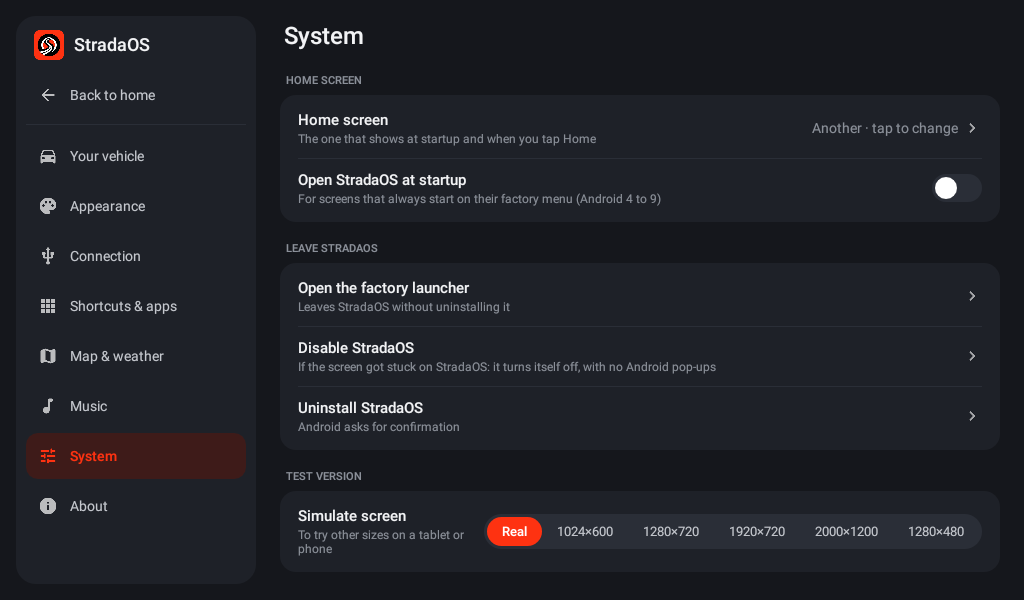 StradaOS
Back to home
Your vehicle
Appearance
Connection
Shortcuts & apps
Map & weather
Music
System
About
System
HOME SCREEN
Home screen
The one that shows at startup and when you tap Home
Another · tap to change
Open StradaOS at startup
For screens that always start on their factory menu (Android 4 to 9)
LEAVE STRADAOS
Open the factory launcher
Leaves StradaOS without uninstalling it
Disable StradaOS
If the screen got stuck on StradaOS: it turns itself off, with no Android pop-ups
Uninstall StradaOS
Android asks for confirmation
TEST VERSION
Simulate screen
To try other sizes on a tablet or
phone
Real 1024×600 1280×720 1920×720 2000×1200 1280×480